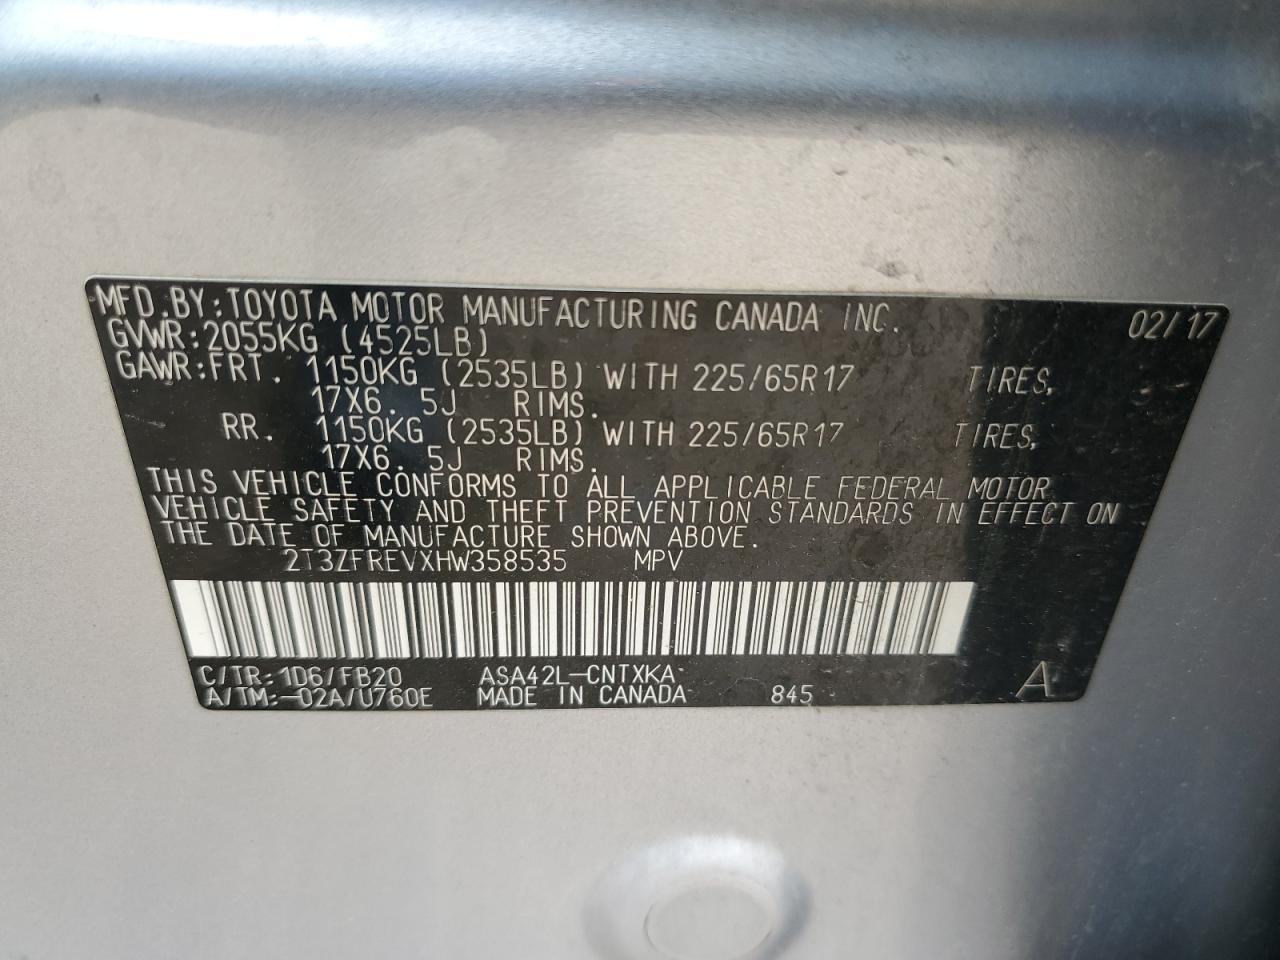 MFD.BY:TOYOTA MOTOR MANUFACTURING CANADA INC. 02/17
GVWR:2055KG (4525LB)
GAWR:FRT. 1150KG (2535LB) WITH 225/65R17 TIRES,
17X6. 5J RIMS.
RR. 1150KG (2535LB) WITH 225/65R17 TIRES,
17X6. 5J RIMS.
THIS VEHICLE CONFORMS TO ALL APPLICABLE FEDERAL MOTOR
VEHICLE SAFETY AND THEFT PREVENTION STANDARDS IN EFFECT ON
THE DATE OF MANUFACTURE SHOWN ABOVE.
2T3ZFREVXHW358535 MPV
C/TR:1D6/FB20 ASA42L-CNTXKA
A/TM:-02A/U760E MADE IN CANADA 845 A